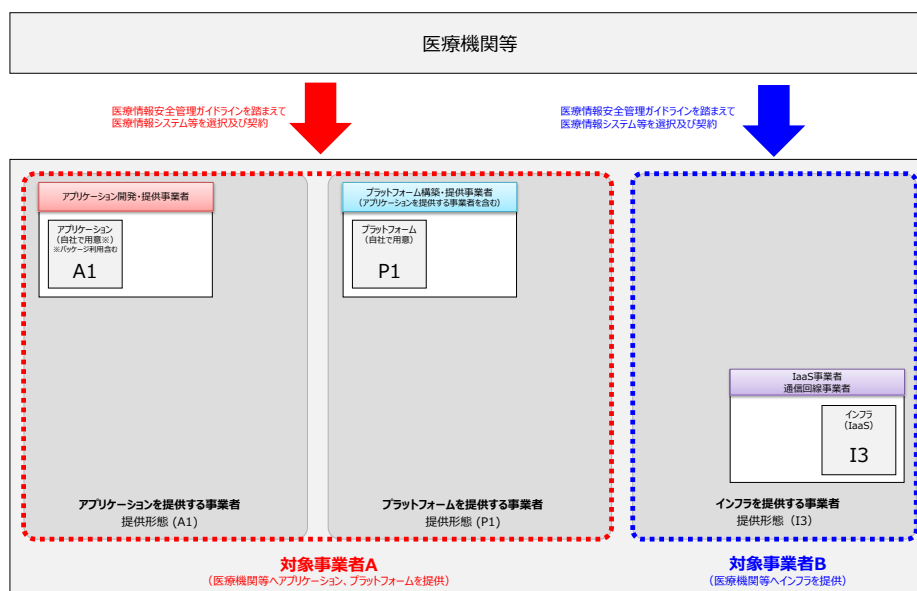 医療機関等
医療情報安全管理ガイドラインを踏まえて
医療情報システム等を選択及び契約
医療情報安全管理ガイドラインを踏まえて
医療情報システム等を選択及び契約
アプリケーション開発・提供事業者
アプリケーション
(自社で用意※)
※パッケージ利用含む
A1
プラットフォーム構築・提供事業者
(アプリケーションを提供する事業者を含む)
プラットフォーム
(自社で用意)
P1
IaaS事業者
通信回線事業者
インフラ
(IaaS)
I3
アプリケーションを提供する事業者
提供形態 (A1)
プラットフォームを提供する事業者
提供形態 (P1)
インフラを提供する事業者
提供形態（I3）
対象事業者A
(医療機関等へアプリケーション、プラットフォームを提供)
対象事業者B
(医療機関等へインフラを提供)